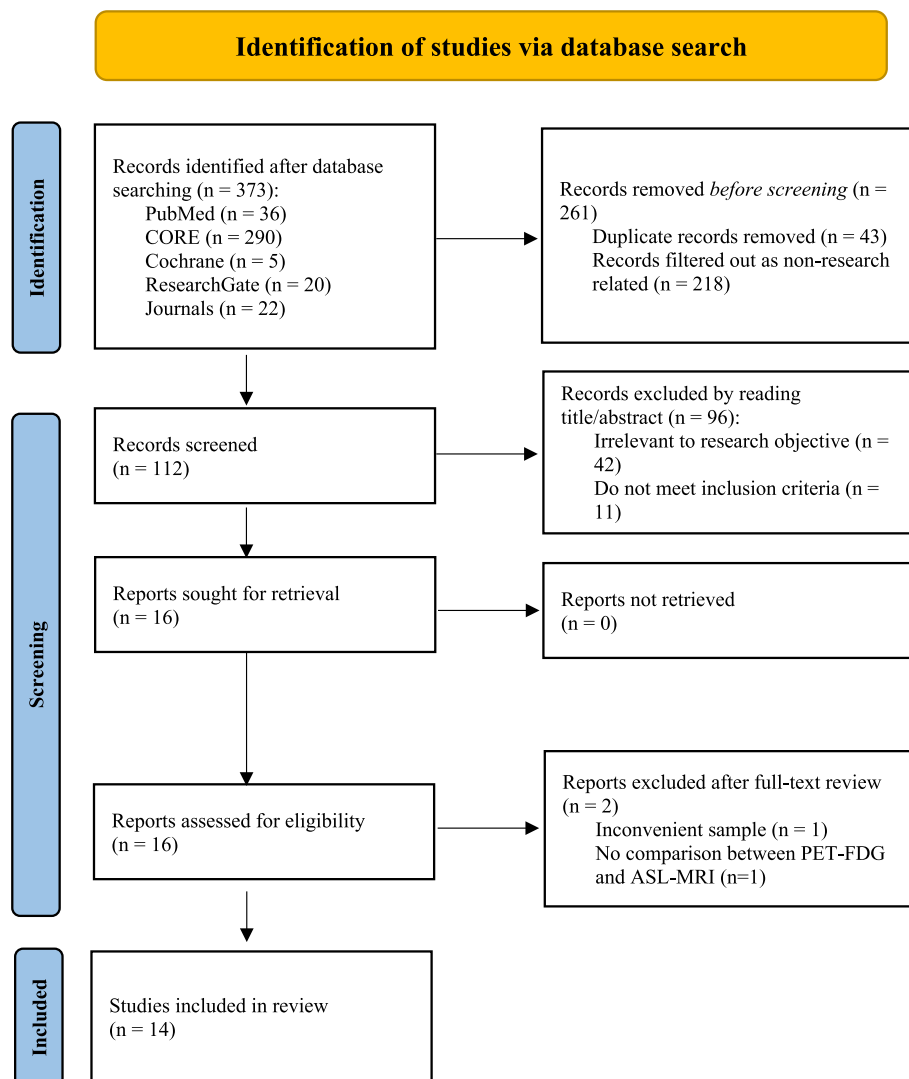 Identification of studies via database search
Identification
Records identified after database
searching (n = 373):
PubMed (n = 36)
CORE (n = 290)
Cochrane (n = 5)
ResearchGate (n = 20)
Journals (n = 22)
Records removed before screening (n =
261)
Duplicate records removed (n = 43)
Records filtered out as non-research
related (n = 218)
Screening
Records screened
(n = 112)
Records excluded by reading
title/abstract (n = 96):
Irrelevant to research objective (n =
42)
Do not meet inclusion criteria (n =
11)
Reports sought for retrieval
(n = 16)
Reports not retrieved
(n = 0)
Reports assessed for eligibility
(n = 16)
Reports excluded after full-text review
(n = 2)
Inconvenient sample (n = 1)
No comparison between PET-FDG
and ASL-MRI (n=1)
Included
Studies included in review
(n = 14)